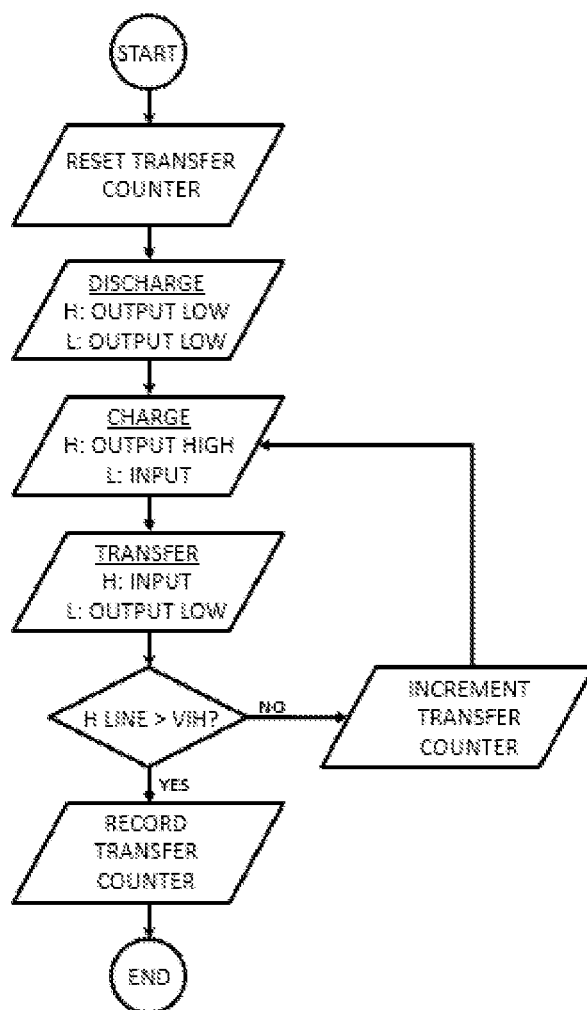 START
RESET TRANSFER
COUNTER
DISCHARGE
H: OUTPUT LOW
L: OUTPUT LOW
CHARGE
H: OUTPUT HIGH
L: INPUT
TRANSFER
H: INPUT
L: OUTPUT LOW
H LINE > VIH?
NO
INCREMENT
TRANSFER
COUNTER
YES
RECORD
TRANSFER
COUNTER
END